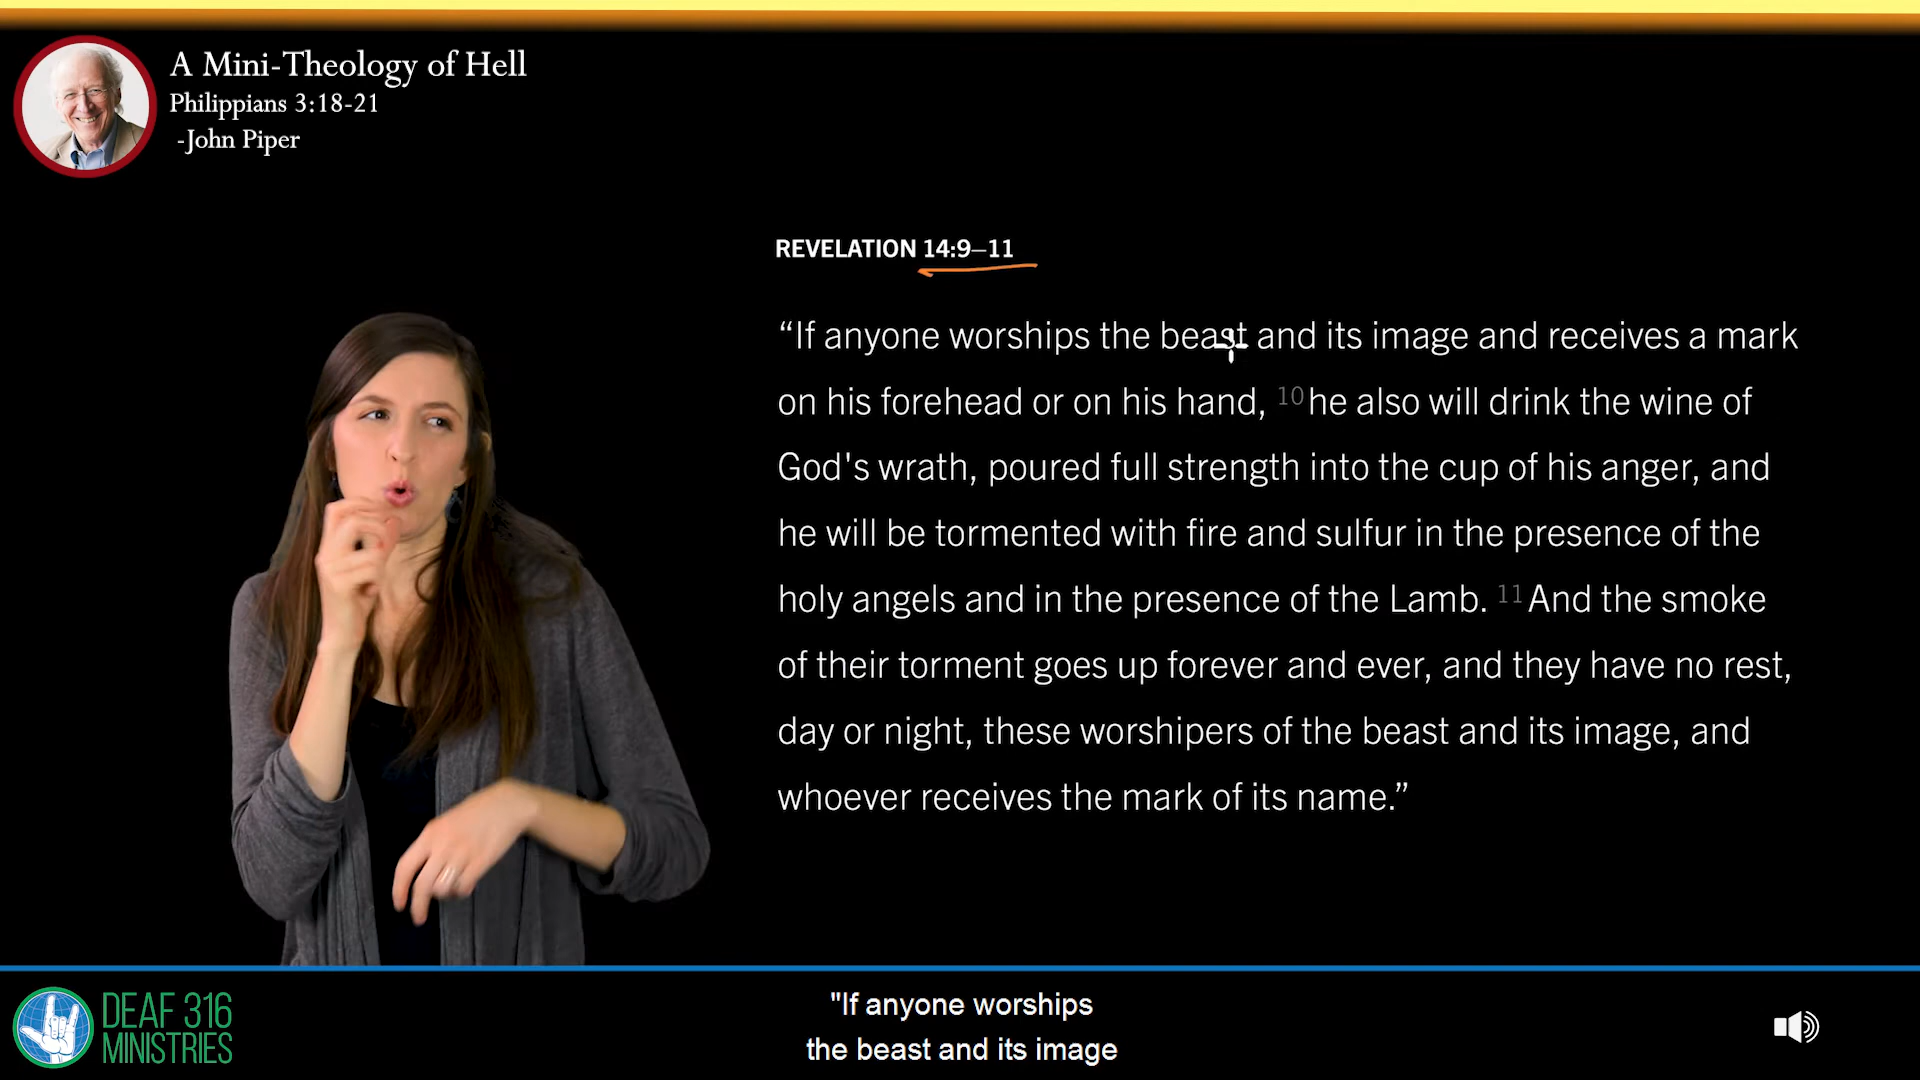 A Mini-Theology of Hell
Philippians 3:18-21
-John Piper
REVELATION 14:9–11
“If anyone worships the beast and its image and receives a mark
on his forehead or on his hand, 10 he also will drink the wine of
God's wrath, poured full strength into the cup of his anger, and
he will be tormented with fire and sulfur in the presence of the
holy angels and in the presence of the Lamb. 11 And the smoke
of their torment goes up forever and ever, and they have no rest,
day or night, these worshipers of the beast and its image, and
whoever receives the mark of its name.”
DEAF 316
MINISTRIES
"If anyone worships
the beast and its image